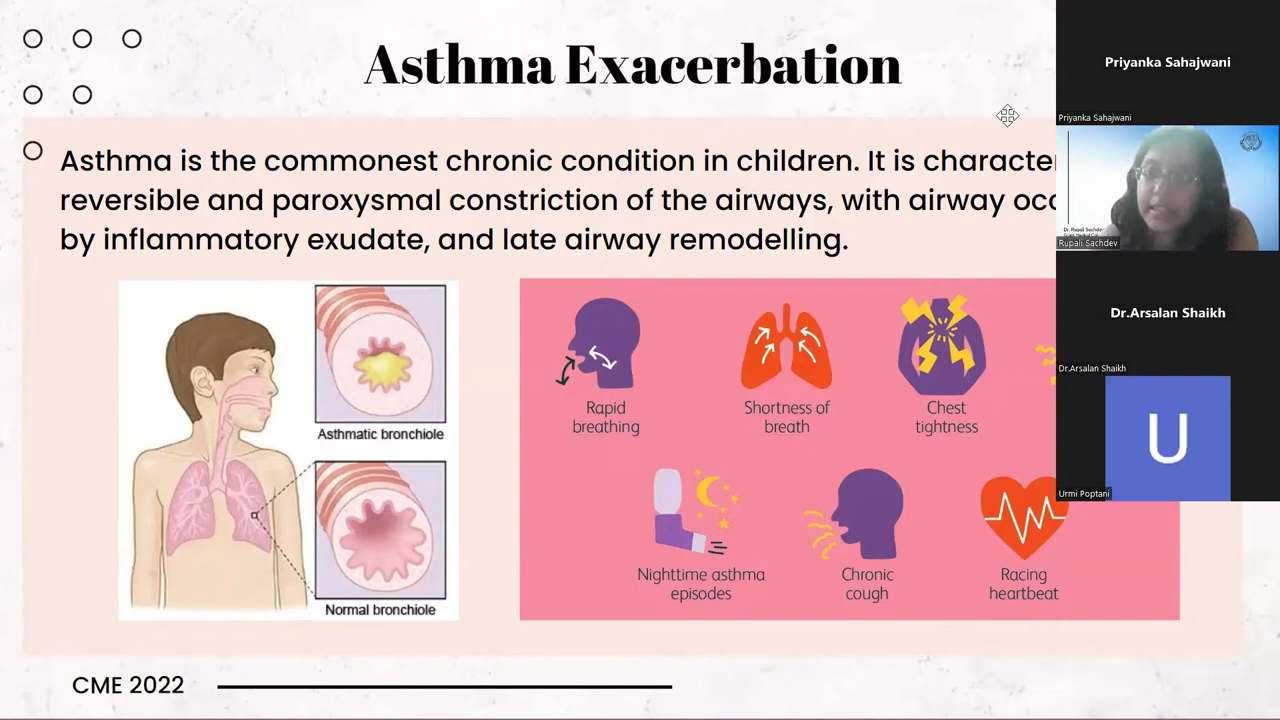 Asthma Exacerbation
Asthma is the commonest chronic condition in children. It is
reversible and paroxysmal constriction of the airways, with airway
by inflammatory exudate, and late airway remodelling.
Asthmatic bronchiole
Normal bronchiole
Rapid
breathing
Shortness of
breath
Chest
tightness
Nighttime asthma
episodes
Chronic
cough
Racing
heartbeat
CME 2022
Priyanka Sahajwani
Priyanka Sahajwani
Dr. Rupali Sachdev
Rupali Sachdev
Dr.Arsalan Shaikh
Dr.Arsalan Shaikh
U
Urmi Poptani